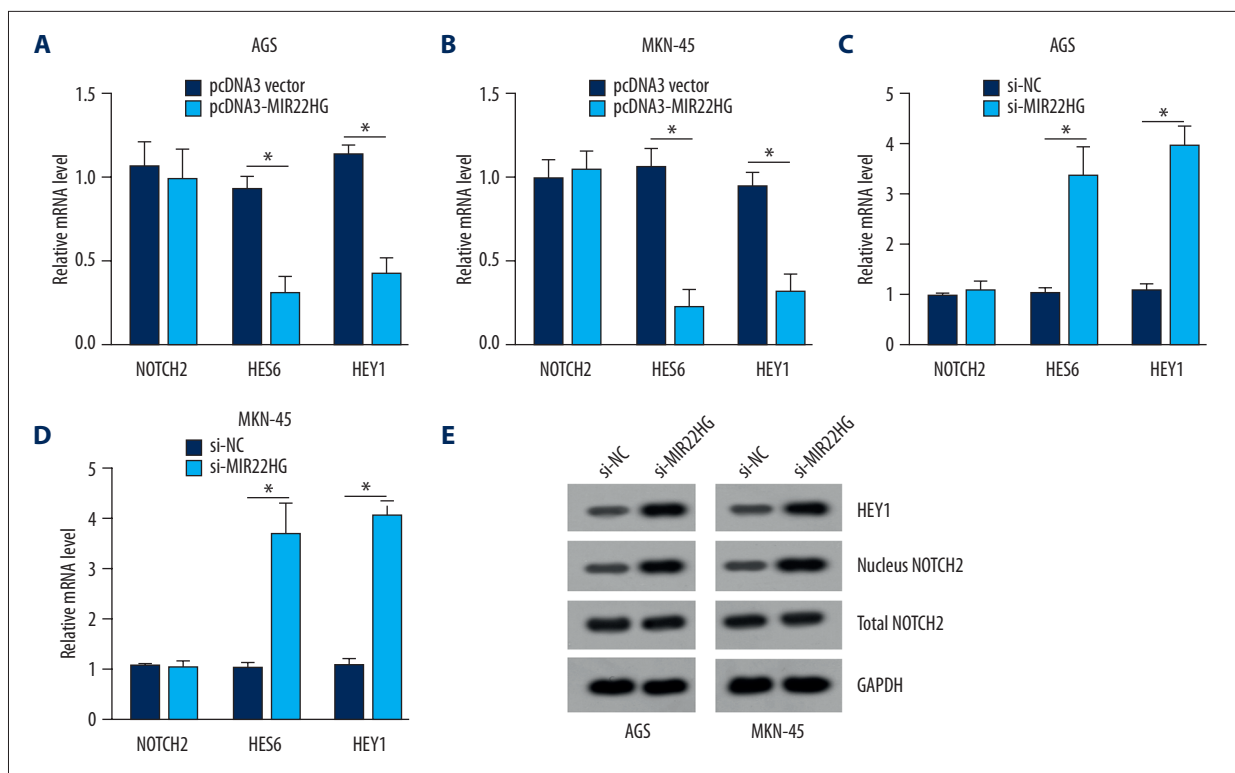 A
AGS
pcDNA3 vector
pcDNA3-MIR22HG
Relative mRNA level
1.5
1.0
0.5
0.0
*
*
NOTCH2 HES6 HEY1
B
MKN-45
pcDNA3 vector
pcDNA3-MIR22HG
Relative mRNA level
1.5
1.0
0.5
0.0
*
*
NOTCH2 HES6 HEY1
C
AGS
si-NC
si-MIR22HG
Relative mRNA level
5
4
3
2
1
0
*
*
NOTCH2 HES6 HEY1
D
MKN-45
si-NC
si-MIR22HG
Relative mRNA level
5
4
3
2
1
0
*
*
NOTCH2 HES6 HEY1
E
si-NC si-MIR22HG si-NC si-MIR22HG
HEY1
Nucleus NOTCH2
Total NOTCH2
GAPDH
AGS MKN-45